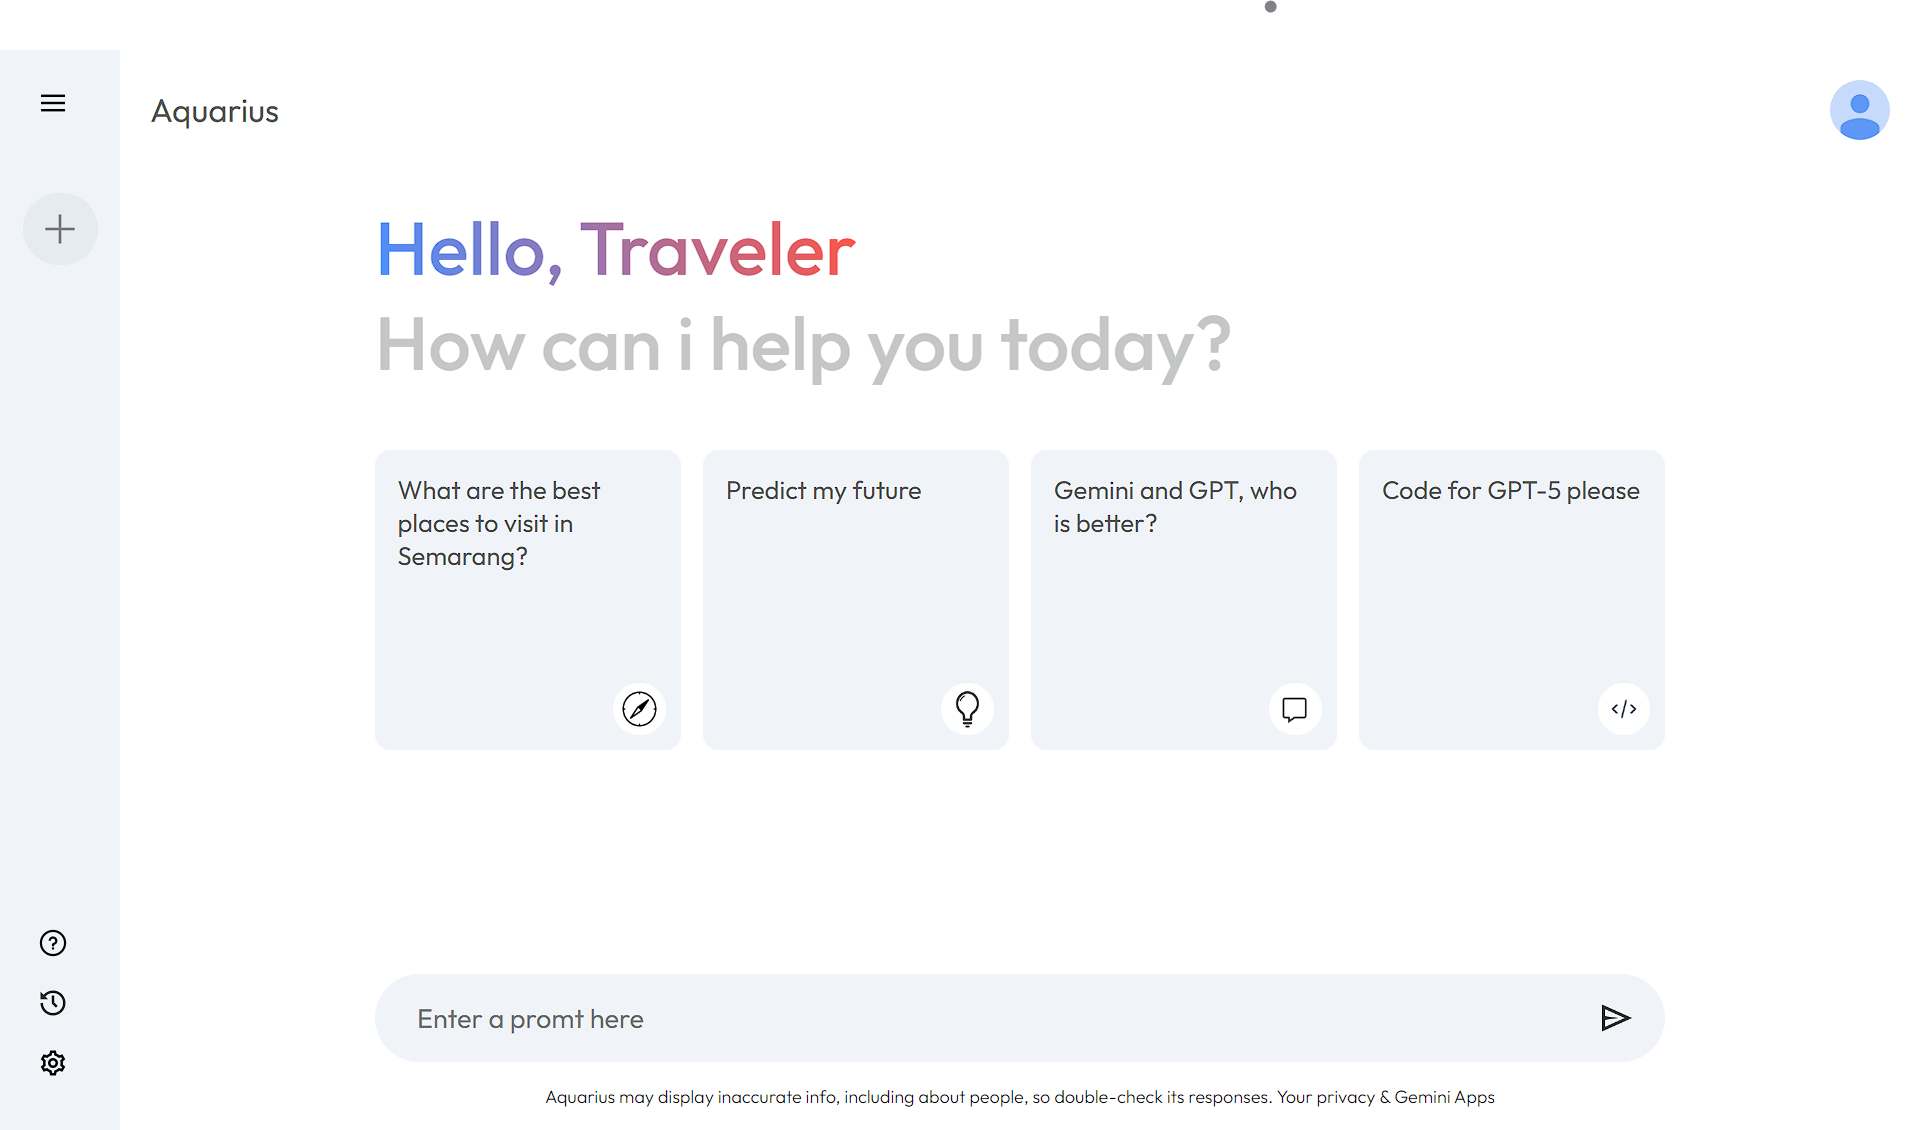 Aquarius
Hello, Traveler
How can i help you today?
What are the best
places to visit in
Semarang?
Predict my future
Gemini and GPT, who
is better?
Code for GPT-5 please
Enter a promt here
Aquarius may display inaccurate info, including about people, so double-check its responses. Your privacy & Gemini Apps